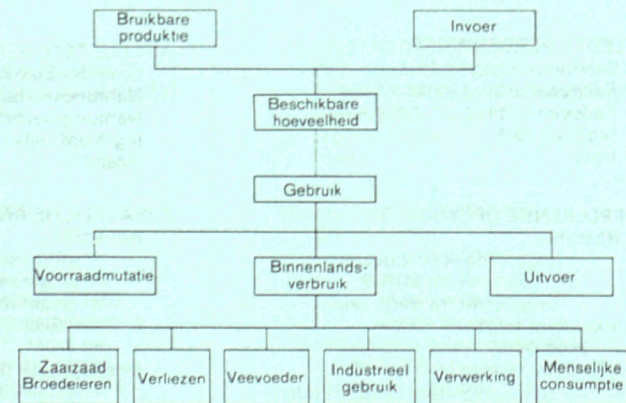 Bruikbare
produktie
Invoer
Beschikbare
hoeveelheid
Gebruik
Voorraadmutatie
Binnenlands-
verbruik
Uitvoer
Zaaizaad
Broedeieren
Verliezen
Veevoeder
Industrieel
gebruik
Verwerking
Menselijke
consumptie